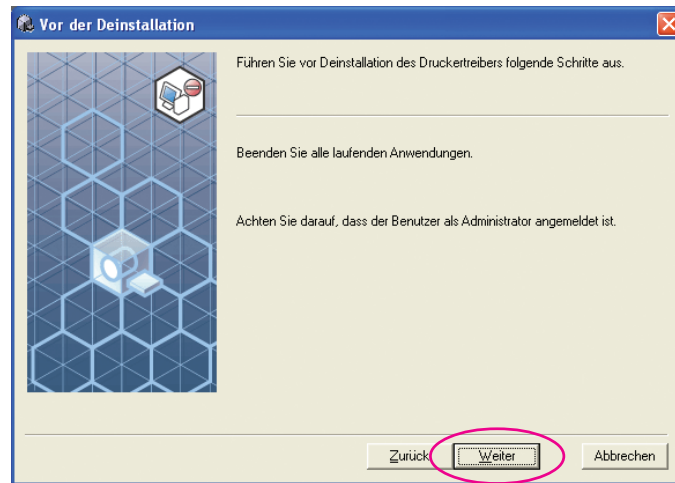 Vor der Deinstallation
Führen Sie vor Deinstallation des Druckertreibers folgende Schritte aus.
Beenden Sie alle laufenden Anwendungen.
Achten Sie darauf, dass der Benutzer als Administrator angemeldet ist.
Zurück Weiter Abbrechen